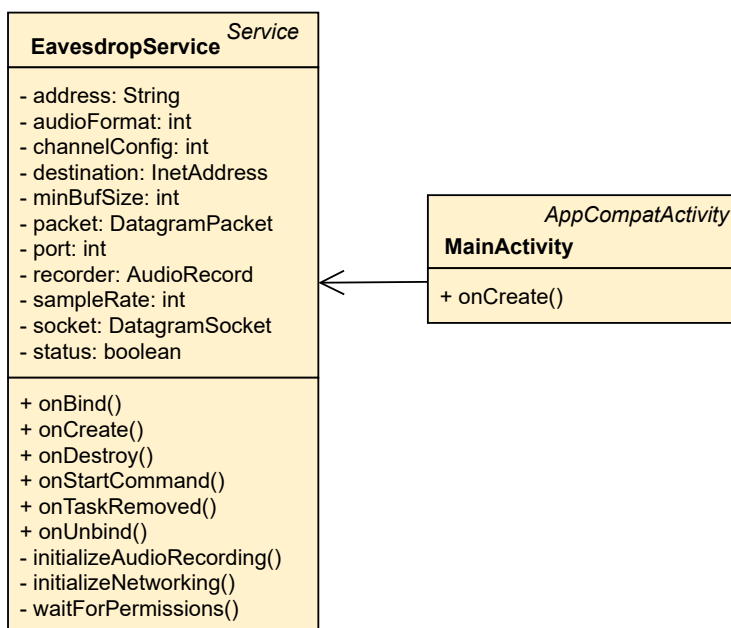 Service
EavesdropService
- address: String
- audioFormat: int
- channelConfig: int
- destination: InetAddress
- minBufSize: int
- packet: DatagramPacket
- port: int
- recorder: AudioRecord
- sampleRate: int
- socket: DatagramSocket
- status: boolean
+ onBind()
+ onCreate()
+ onDestroy()
+ onStartCommand()
+ onTaskRemoved()
+ onUnbind()
- initializeAudioRecording()
- initializeNetworking()
- waitForPermissions()
AppCompatActivity
MainActivity
+ onCreate()